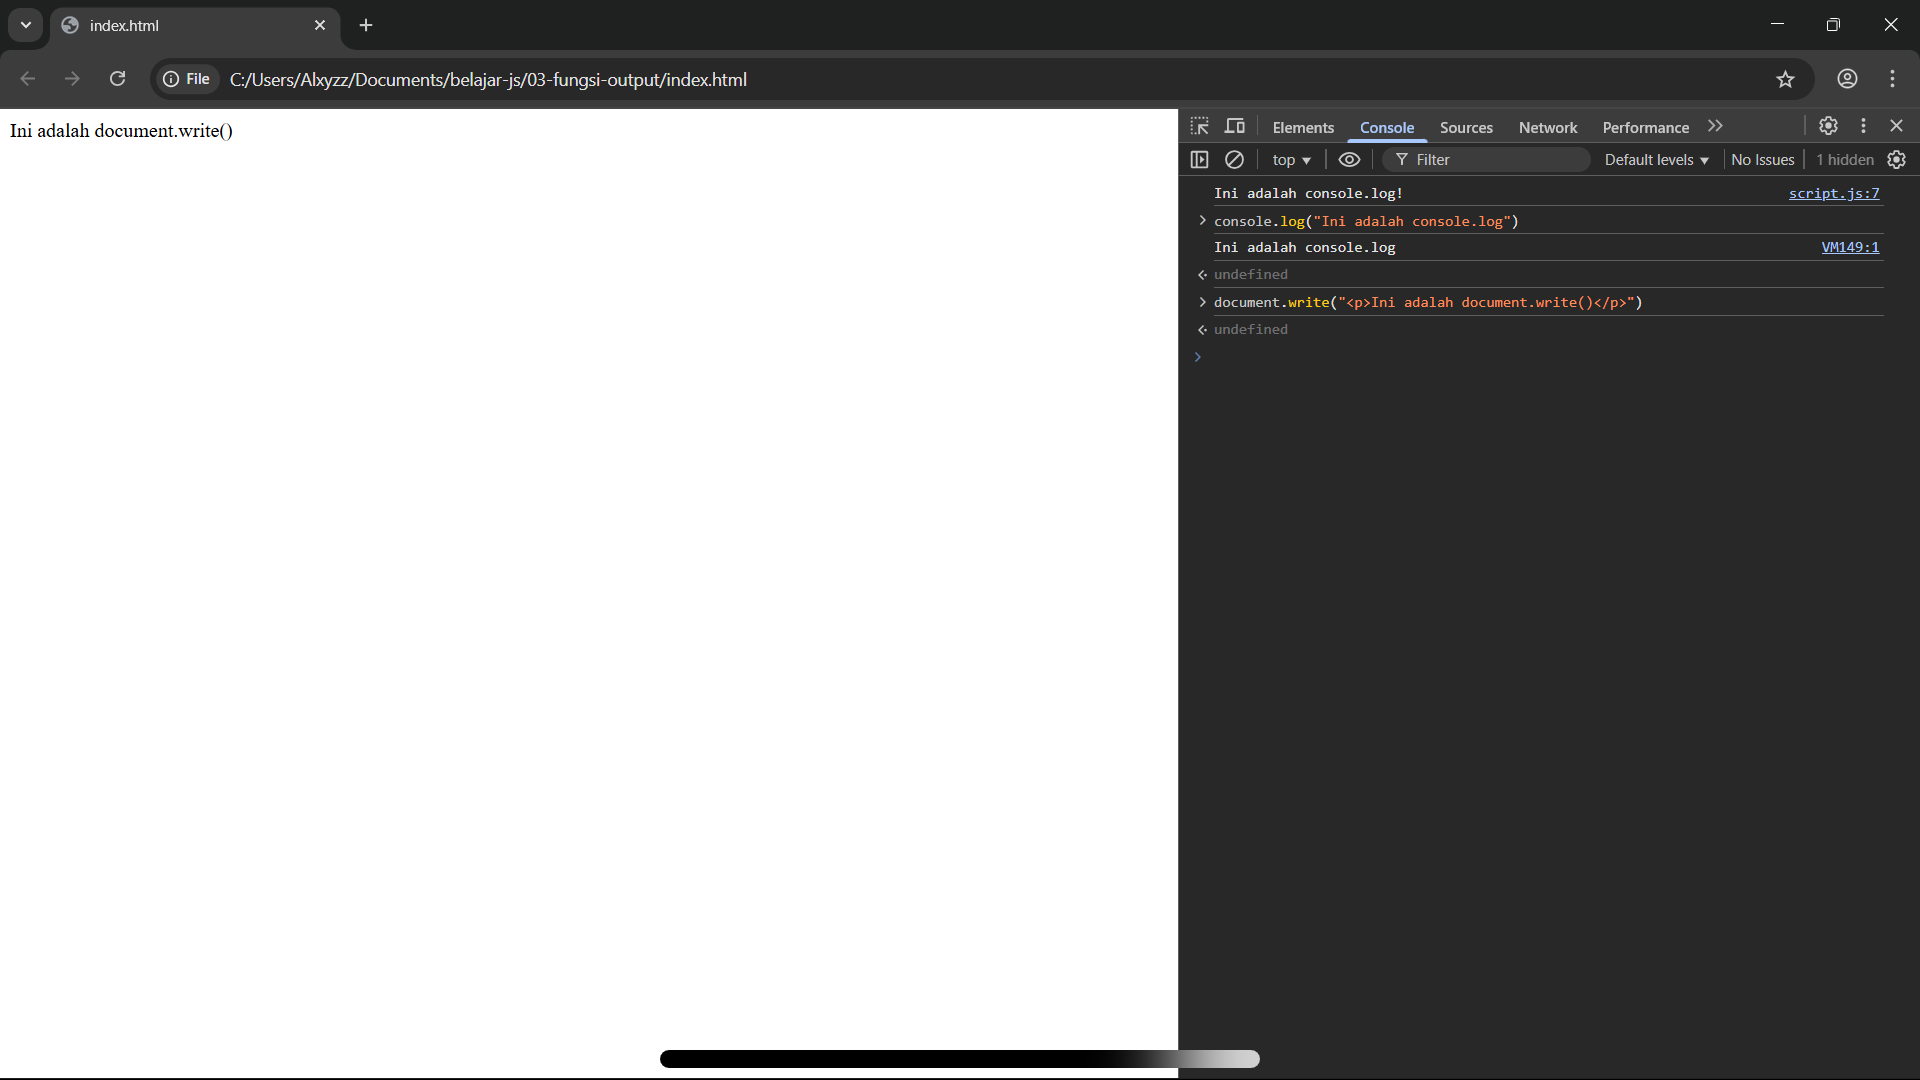 index.html
File
C:/Users/Alxyzz/Documents/belajar-js/03-fungsi-output/index.html
Ini adalah document.write()
Elements Console Sources Network Performance
top Filter Default levels No Issues 1 hidden
Ini adalah console.log! script.js:7
console.log("Ini adalah console.log")
Ini adalah console.log VM149:1
undefined
document.write("<p>Ini adalah document.write()</p>")
undefined